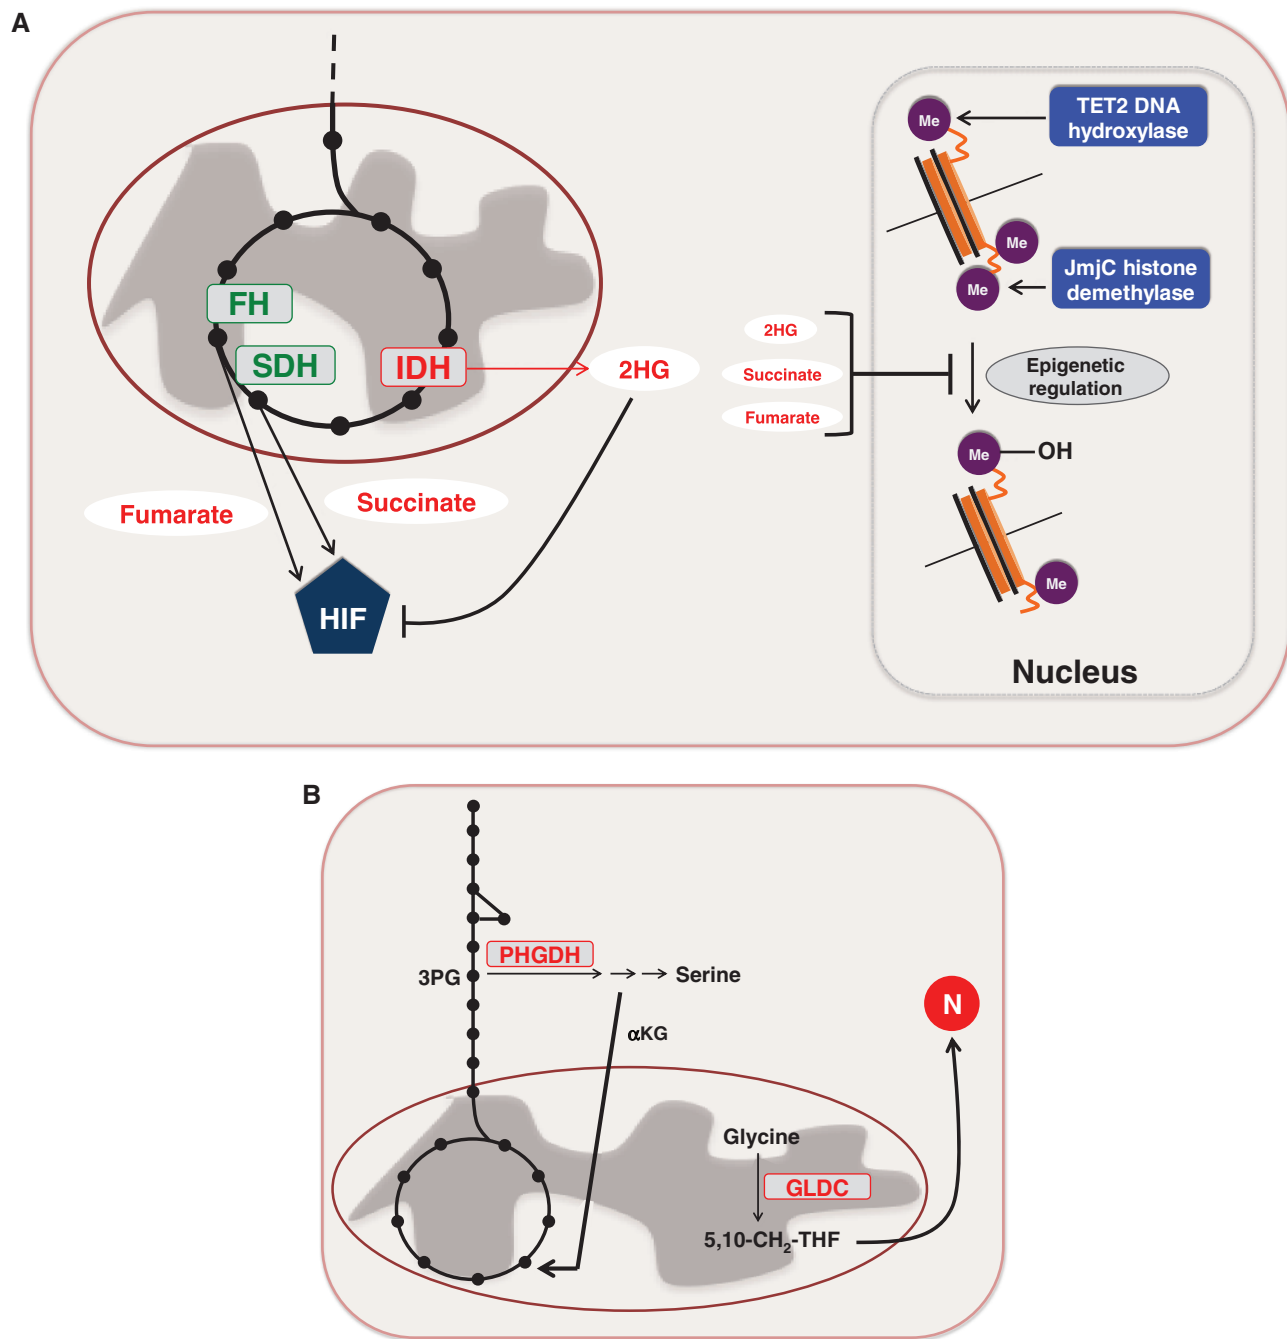 A
TET2 DNA
hydroxylase
Me
Me
JmjC histone
demethylase
Me
FH
SDH
IDH
2HG
2HG
Succinate
Fumarate
Epigenetic
regulation
Me
OH
Fumarate
Succinate
HIF
Me
Nucleus
B
PHGDH
3PG
Serine
N
αKG
Glycine
GLDC
5,10-CH₂-THF